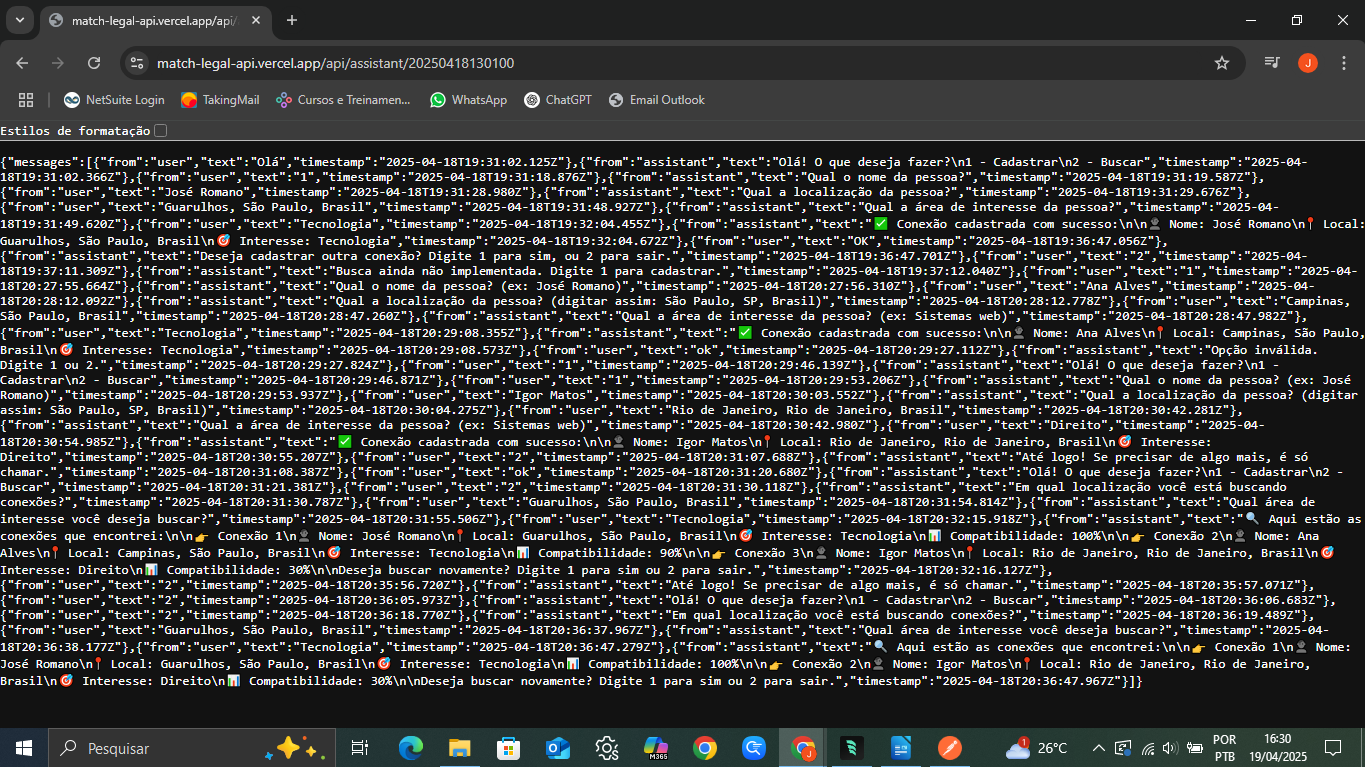 match-legal-api.vercel.app/api/
match-legal-api.vercel.app/api/assistant/20250418130100
J
NetSuite Login
TakingMail
Cursos e Treinamen...
WhatsApp
ChatGPT
Email Outlook
Estilos de formatação
{"messages":[{"from":"user","text":"Olá","timestamp":"2025-04-18T19:31:02.125Z"},{"from":"assistant","text":"Olá! O que deseja fazer?\n1 - Cadastrar\n2 - Buscar","timestamp":"2025-04-
18T19:31:02.366Z"},{"from":"user","text":"1","timestamp":"2025-04-18T19:31:18.876Z"},{"from":"assistant","text":"Qual o nome da pessoa?","timestamp":"2025-04-18T19:31:19.587Z"},
{"from":"user","text":"José Romano","timestamp":"2025-04-18T19:31:28.980Z"},{"from":"assistant","text":"Qual a localização da pessoa?","timestamp":"2025-04-18T19:31:29.676Z"},
{"from":"user","text":"Guarulhos, São Paulo, Brasil","timestamp":"2025-04-18T19:31:48.927Z"},{"from":"assistant","text":"Qual a área de interesse da pessoa?","timestamp":"2025-04-
18T19:31:49.620Z"},{"from":"user","text":"Tecnologia","timestamp":"2025-04-18T19:32:04.455Z"},{"from":"assistant","text":"✅ Conexão cadastrada com sucesso:\n\n👤 Nome: José Romano\n📍 Local:
Guarulhos, São Paulo, Brasil\n🎯 Interesse: Tecnologia","timestamp":"2025-04-18T19:32:04.672Z"},{"from":"user","text":"OK","timestamp":"2025-04-18T19:36:47.056Z"},
{"from":"assistant","text":"Deseja cadastrar outra conexão? Digite 1 para sim, ou 2 para sair.","timestamp":"2025-04-18T19:36:47.701Z"},{"from":"user","text":"2","timestamp":"2025-04-
18T19:37:11.309Z"},{"from":"assistant","text":"Busca ainda não implementada. Digite 1 para cadastrar.","timestamp":"2025-04-18T19:37:12.040Z"},{"from":"user","text":"1","timestamp":"2025-04-
18T20:27:55.664Z"},{"from":"assistant","text":"Qual o nome da pessoa? (ex: José Romano)","timestamp":"2025-04-18T20:27:56.310Z"},{"from":"user","text":"Ana Alves","timestamp":"2025-04-
18T20:28:12.092Z"},{"from":"assistant","text":"Qual a localização da pessoa? (digitar assim: São Paulo, SP, Brasil)","timestamp":"2025-04-18T20:28:12.778Z"},{"from":"user","text":"Campinas,
São Paulo, Brasil","timestamp":"2025-04-18T20:28:47.260Z"},{"from":"assistant","text":"Qual a área de interesse da pessoa? (ex: Sistemas web)","timestamp":"2025-04-18T20:28:47.982Z"},
{"from":"user","text":"Tecnologia","timestamp":"2025-04-18T20:29:08.355Z"},{"from":"assistant","text":"✅ Conexão cadastrada com sucesso:\n\n👤 Nome: Ana Alves\n📍 Local: Campinas, São Paulo,
Brasil\n🎯 Interesse: Tecnologia","timestamp":"2025-04-18T20:29:08.573Z"},{"from":"user","text":"ok","timestamp":"2025-04-18T20:29:27.112Z"},{"from":"assistant","text":"Opção inválida.
Digite 1 ou 2.","timestamp":"2025-04-18T20:29:27.824Z"},{"from":"user","text":"1","timestamp":"2025-04-18T20:29:46.139Z"},{"from":"assistant","text":"Olá! O que deseja fazer?\n1 -
Cadastrar\n2 - Buscar","timestamp":"2025-04-18T20:29:46.871Z"},{"from":"user","text":"1","timestamp":"2025-04-18T20:29:53.206Z"},{"from":"assistant","text":"Qual o nome da pessoa? (ex: José
Romano)","timestamp":"2025-04-18T20:29:53.937Z"},{"from":"user","text":"Igor Matos","timestamp":"2025-04-18T20:30:03.552Z"},{"from":"assistant","text":"Qual a localização da pessoa? (digitar
assim: São Paulo, SP, Brasil)","timestamp":"2025-04-18T20:30:04.275Z"},{"from":"user","text":"Rio de Janeiro, Rio de Janeiro, Brasil","timestamp":"2025-04-18T20:30:42.281Z"},
{"from":"assistant","text":"Qual a área de interesse da pessoa? (ex: Sistemas web)","timestamp":"2025-04-18T20:30:42.980Z"},{"from":"user","text":"Direito","timestamp":"2025-04-
18T20:30:54.985Z"},{"from":"assistant","text":"✅ Conexão cadastrada com sucesso:\n\n👤 Nome: Igor Matos\n📍 Local: Rio de Janeiro, Rio de Janeiro, Brasil\n🎯 Interesse:
Direito","timestamp":"2025-04-18T20:30:55.207Z"},{"from":"user","text":"2","timestamp":"2025-04-18T20:31:07.688Z"},{"from":"assistant","text":"Até logo! Se precisar de algo mais, é só
chamar.","timestamp":"2025-04-18T20:31:08.387Z"},{"from":"user","text":"ok","timestamp":"2025-04-18T20:31:20.680Z"},{"from":"assistant","text":"Olá! O que deseja fazer?\n1 - Cadastrar\n2 -
Buscar","timestamp":"2025-04-18T20:31:21.381Z"},{"from":"user","text":"2","timestamp":"2025-04-18T20:31:30.118Z"},{"from":"assistant","text":"Em qual localização você está buscando
conexões?","timestamp":"2025-04-18T20:31:30.787Z"},{"from":"user","text":"Guarulhos, São Paulo, Brasil","timestamp":"2025-04-18T20:31:54.814Z"},{"from":"assistant","text":"Qual área de
interesse você deseja buscar?","timestamp":"2025-04-18T20:31:55.506Z"},{"from":"user","text":"Tecnologia","timestamp":"2025-04-18T20:32:15.918Z"},{"from":"assistant","text":"🔍 Aqui estão as
conexões que encontrei:\n\n👉 Conexão 1\n👤 Nome: José Romano\n📍 Local: Guarulhos, São Paulo, Brasil\n🎯 Interesse: Tecnologia\n📊 Compatibilidade: 100%\n\n👉 Conexão 2\n👤 Nome: Ana
Alves\n📍 Local: Campinas, São Paulo, Brasil\n🎯 Interesse: Tecnologia\n📊 Compatibilidade: 90%\n\n👉 Conexão 3\n👤 Nome: Igor Matos\n📍 Local: Rio de Janeiro, Rio de Janeiro, Brasil\n🎯
Interesse: Direito\n📊 Compatibilidade: 30%\n\nDeseja buscar novamente? Digite 1 para sim ou 2 para sair.","timestamp":"2025-04-18T20:32:16.127Z"},
{"from":"user","text":"2","timestamp":"2025-04-18T20:35:56.720Z"},{"from":"assistant","text":"Até logo! Se precisar de algo mais, é só chamar.","timestamp":"2025-04-18T20:35:57.071Z"},
{"from":"user","text":"2","timestamp":"2025-04-18T20:36:05.973Z"},{"from":"assistant","text":"Olá! O que deseja fazer?\n1 - Cadastrar\n2 - Buscar","timestamp":"2025-04-18T20:36:06.683Z"},
{"from":"user","text":"2","timestamp":"2025-04-18T20:36:18.770Z"},{"from":"assistant","text":"Em qual localização você está buscando conexões?","timestamp":"2025-04-18T20:36:19.489Z"},
{"from":"user","text":"Guarulhos, São Paulo, Brasil","timestamp":"2025-04-18T20:36:37.967Z"},{"from":"assistant","text":"Qual área de interesse você deseja buscar?","timestamp":"2025-04-
18T20:36:38.177Z"},{"from":"user","text":"Tecnologia","timestamp":"2025-04-18T20:36:47.279Z"},{"from":"assistant","text":"🔍 Aqui estão as conexões que encontrei:\n\n👉 Conexão 1\n👤 Nome:
José Romano\n📍 Local: Guarulhos, São Paulo, Brasil\n🎯 Interesse: Tecnologia\n📊 Compatibilidade: 100%\n\n👉 Conexão 2\n👤 Nome: Igor Matos\n📍 Local: Rio de Janeiro, Rio de Janeiro,
Brasil\n🎯 Interesse: Direito\n📊 Compatibilidade: 30%\n\nDeseja buscar novamente? Digite 1 para sim ou 2 para sair.","timestamp":"2025-04-18T20:36:47.967Z"}]}
Pesquisar
M365
J
1
26°C
POR
PTB
16:30
19/04/2025